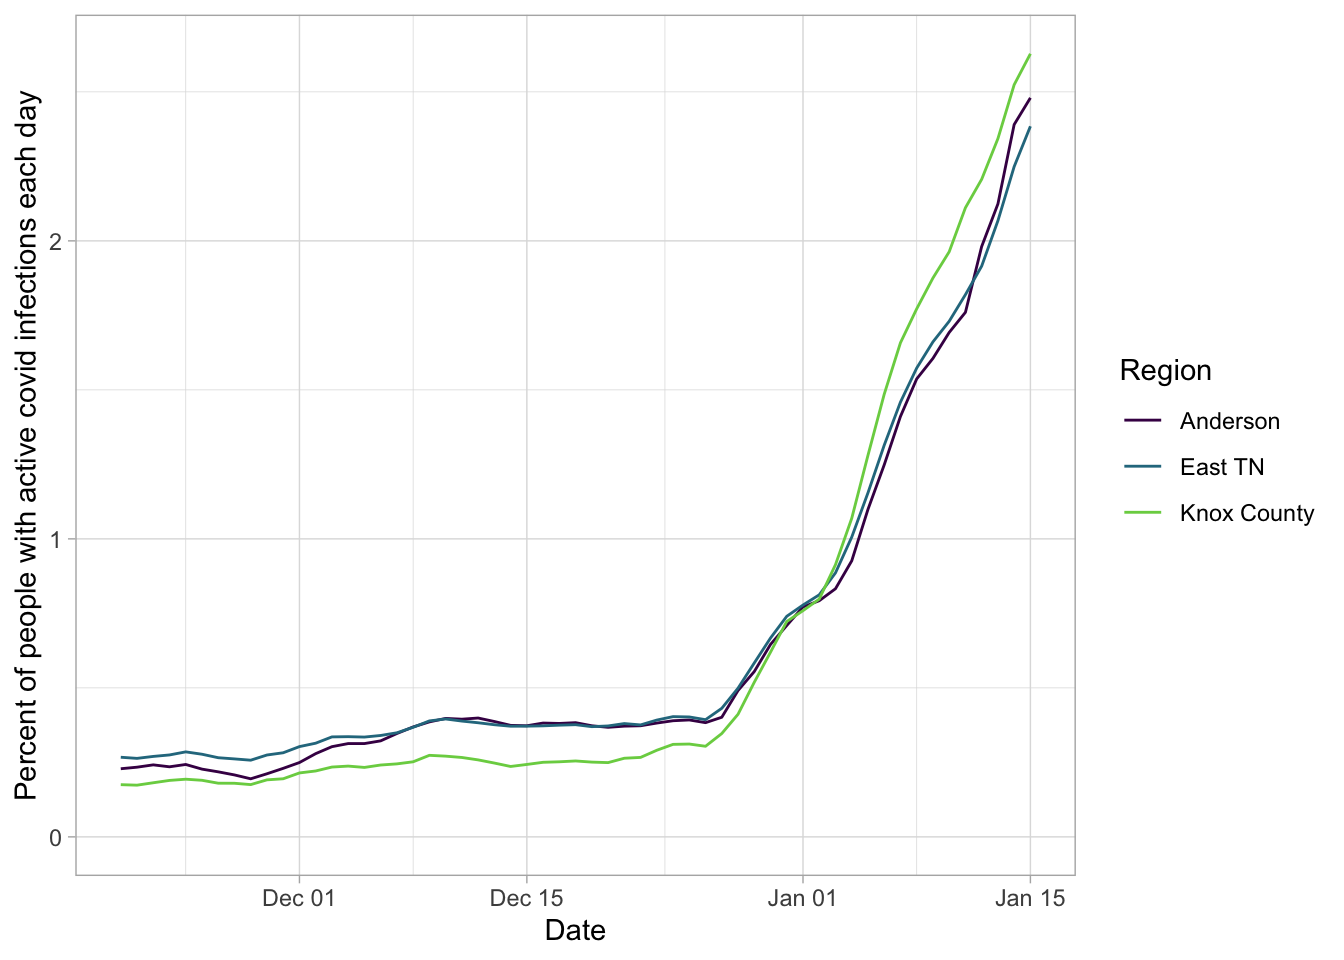 Percent of people with active covid infections each day
2
1
0
Dec 01
Dec 15
Jan 01
Jan 15
Date
Region
Anderson
East TN
Knox County